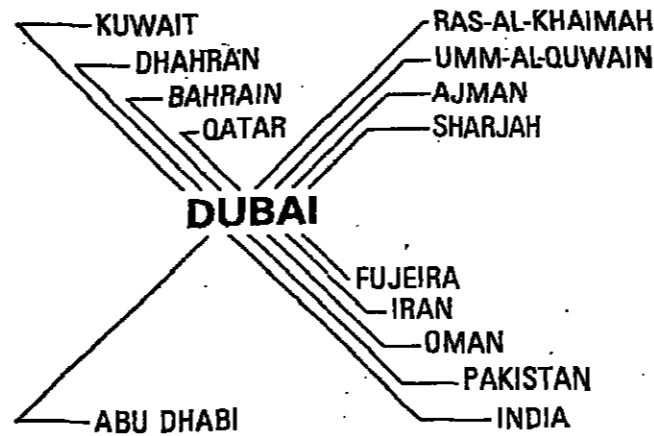 KUWAIT
DHAHRAN
BAHRAIN
QATAR
RAS-AL-KHAIMAH
UMM-AL-QUWAIN
AJMAN
SHARJAH
DUBAI
FUJEIRA
IRAN
OMAN
PAKISTAN
INDIA
ABU DHABI